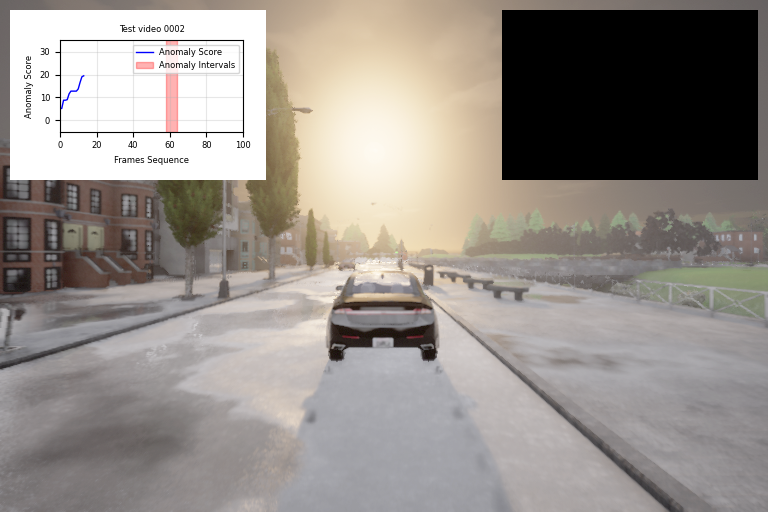 Test video 0002
Anomaly Score
Anomaly Intervals
30
20
10
0
Anomaly Score
0 20 40 60 80 100
Frames Sequence